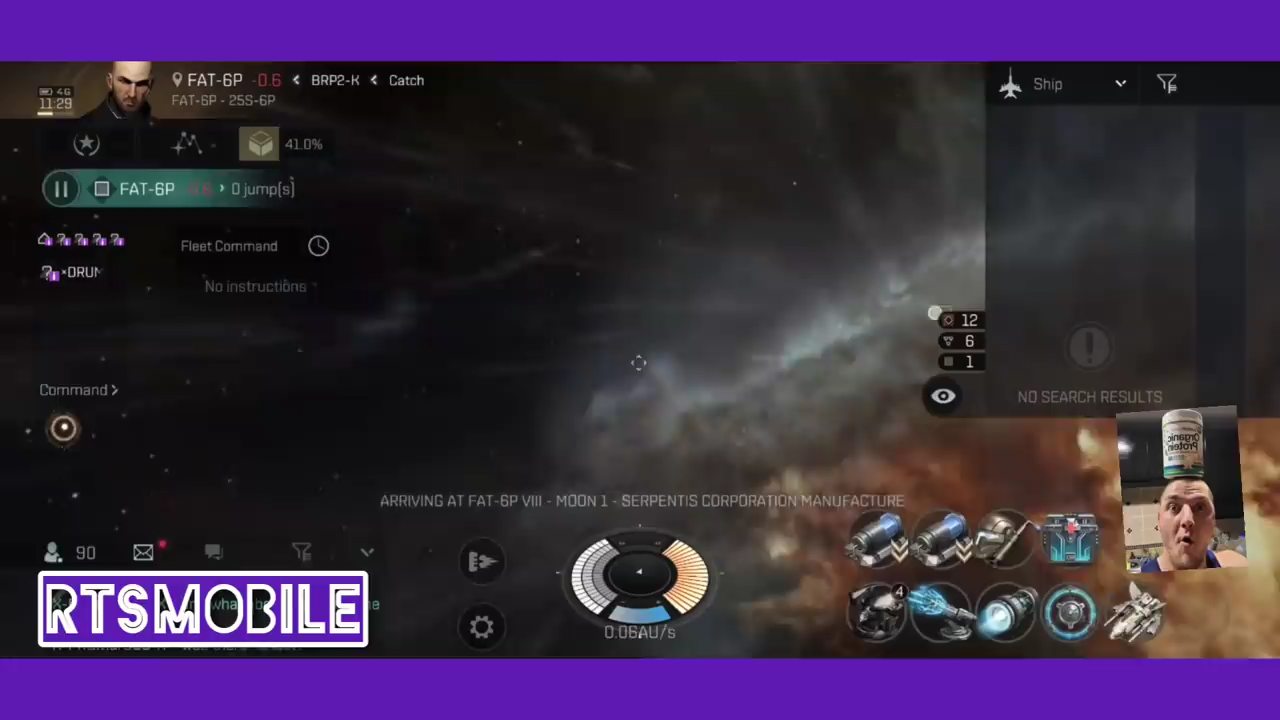 4G
11:29
FAT-6P -0.6 < BRP2-K < Catch
FAT-6P - 25S-6P
41.0%
FAT-6P -0.6 › 0 jump(s)
Fleet Command
No instructions
Command >
Ship
12
6
1
NO SEARCH RESULTS
Organic
Protein
ARRIVING AT FAT-6P VIII - MOON 1 - SERPENTIS CORPORATION MANUFACTURE
90
4
RTSMOBILE
0.06AU/s